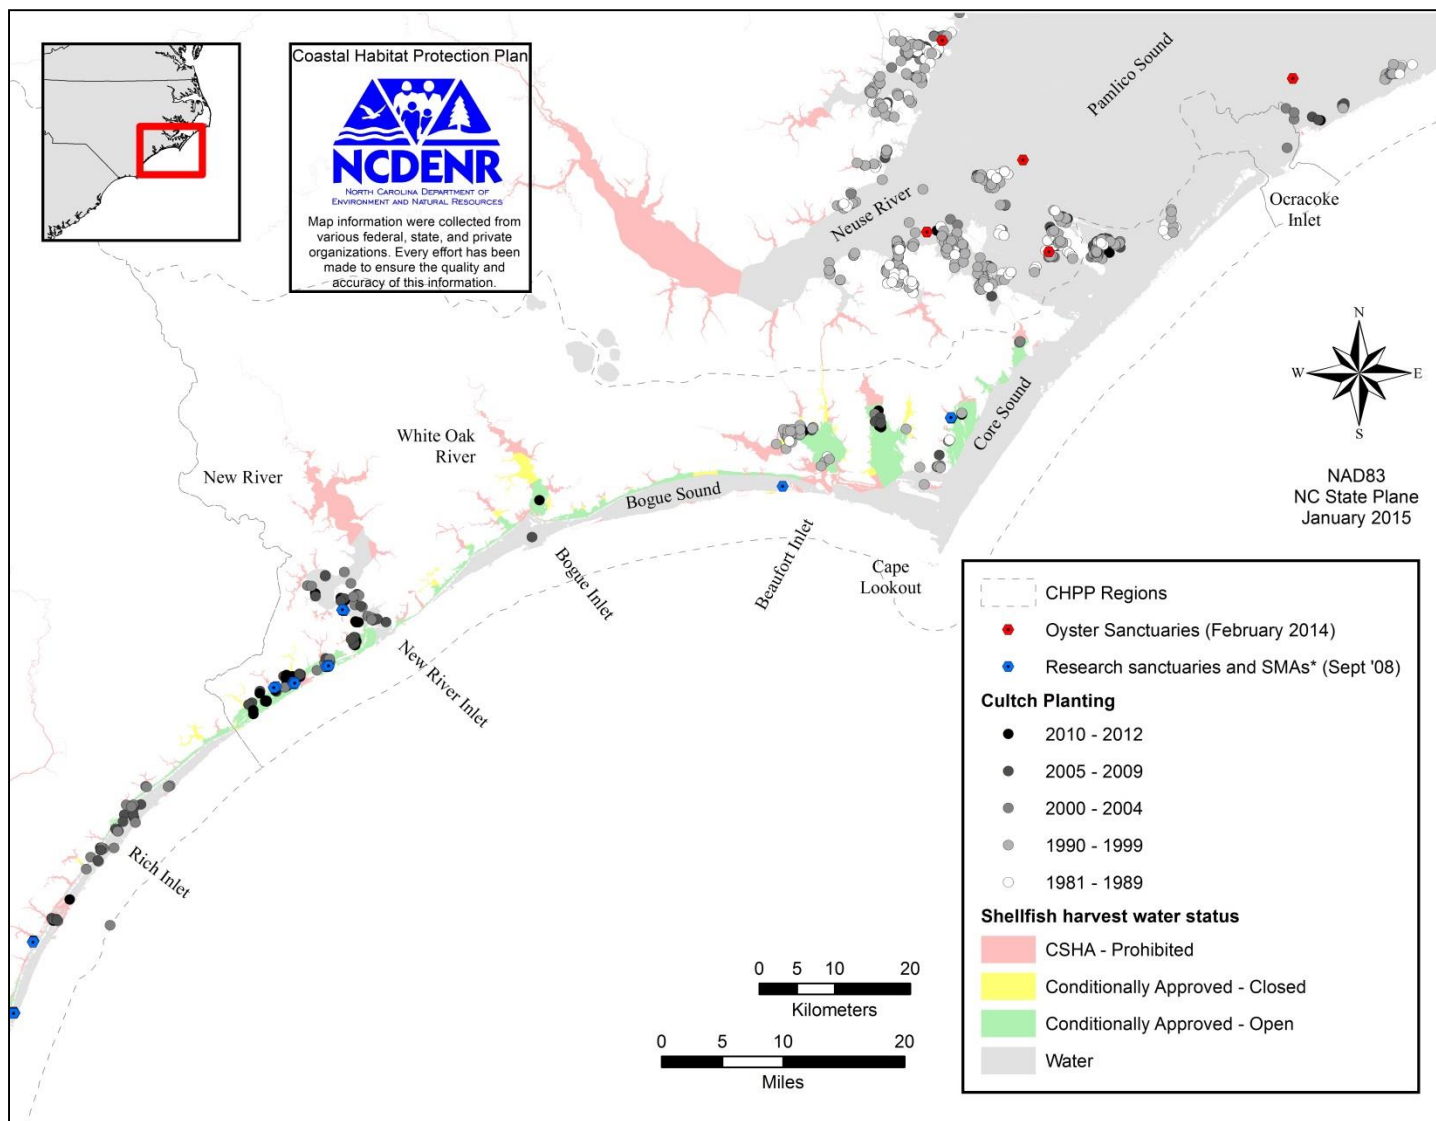 Coastal Habitat Protection Plan
NCDENR
NORTH CAROLINA DEPARTMENT OF
ENVIRONMENT AND NATURAL RESOURCES
Map information were collected from
various federal, state, and private
organizations. Every effort has been
made to ensure the quality and
accuracy of this information.
Pamlico Sound
Neuse River
Ocracoke
Inlet
Core Sound
White Oak
River
New River
Bogue Sound
Bogue Inlet
Beaufort Inlet
Cape
Lookout
New River Inlet
Rich Inlet
N
W
E
S
NAD83
NC State Plane
January 2015
CHPP Regions
Oyster Sanctuaries (February 2014)
Research sanctuaries and SMAs* (Sept '08)
Cultch Planting
2010 - 2012
2005 - 2009
2000 - 2004
1990 - 1999
1981 - 1989
Shellfish harvest water status
CSHA - Prohibited
Conditionally Approved - Closed
Conditionally Approved - Open
Water
0 5 10 20
Kilometers
0 5 10 20
Miles